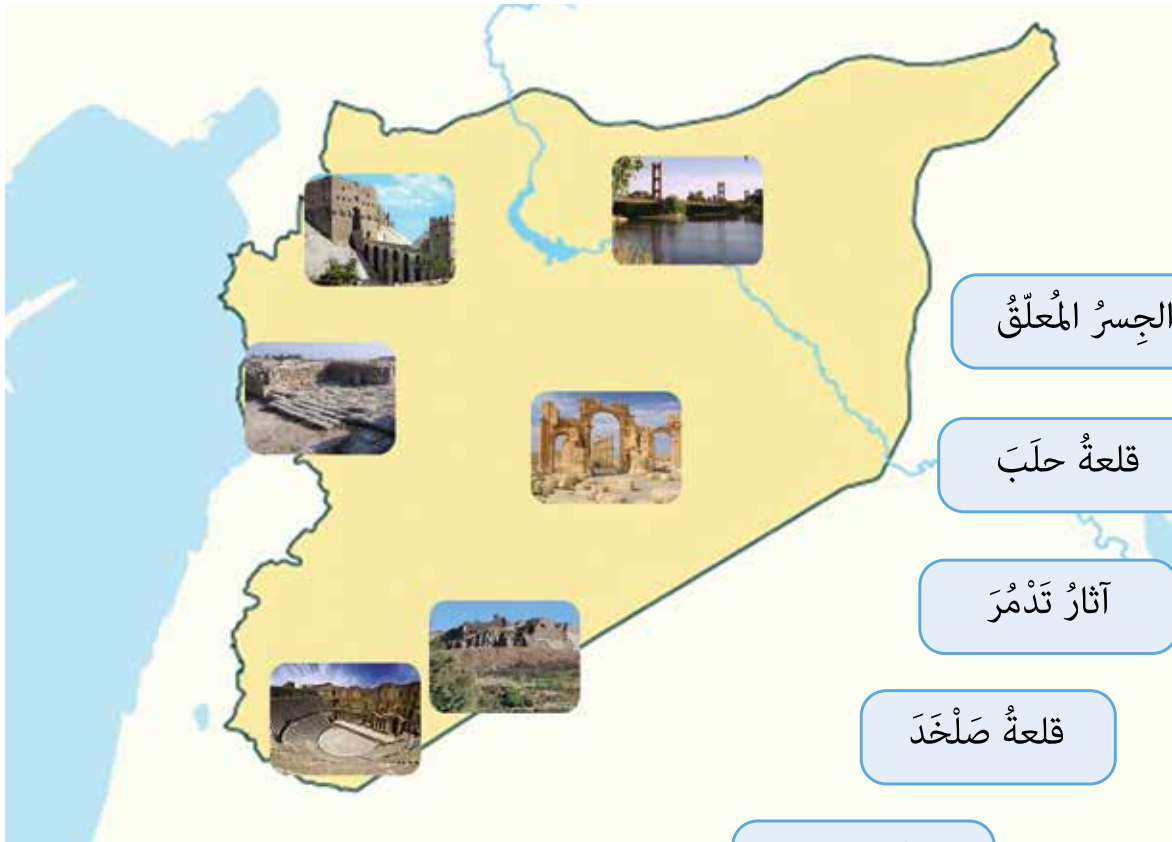 الجِسرُ المُعلّقُ
قلعةُ حلَبَ
آثارُ تَدْمُرَ
قلعةُ صَلْخَدَ